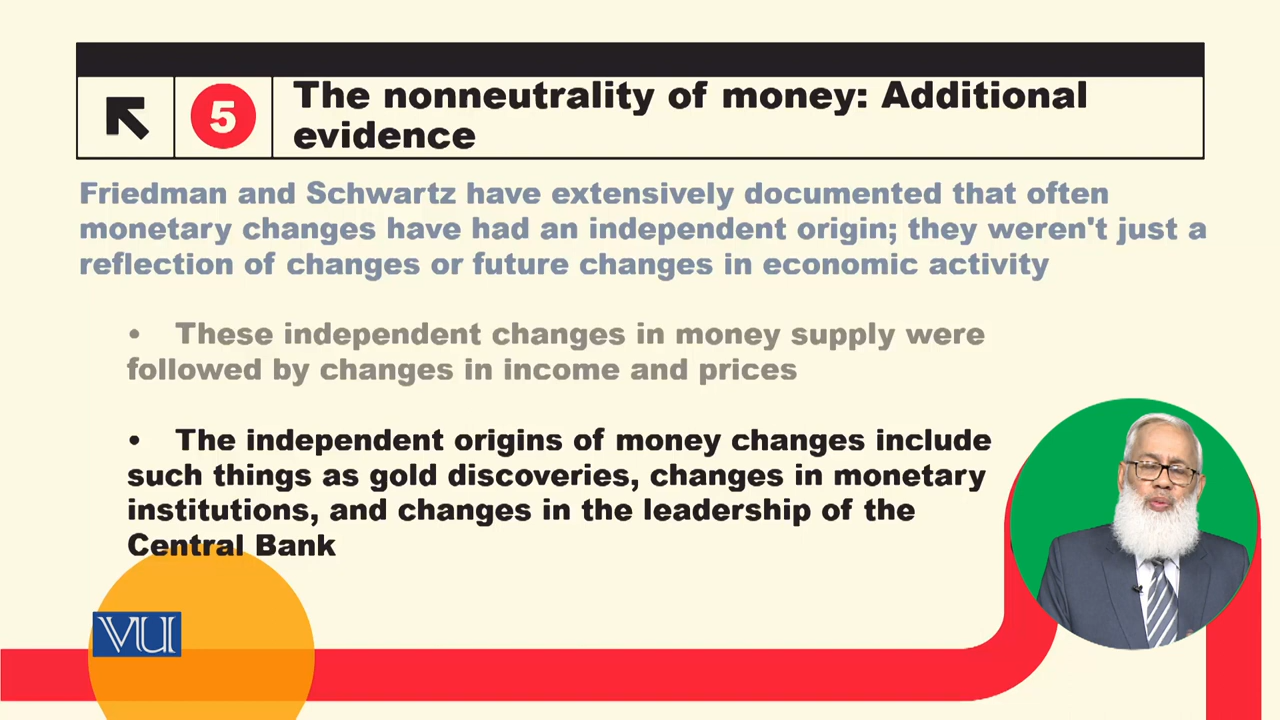 5
The nonneutrality of money: Additional
evidence
Friedman and Schwartz have extensively documented that often
monetary changes have had an independent origin; they weren't just a
reflection of changes or future changes in economic activity
• These independent changes in money supply were
followed by changes in income and prices
• The independent origins of money changes include
such things as gold discoveries, changes in monetary
institutions, and changes in the leadership of the
Central Bank
VU